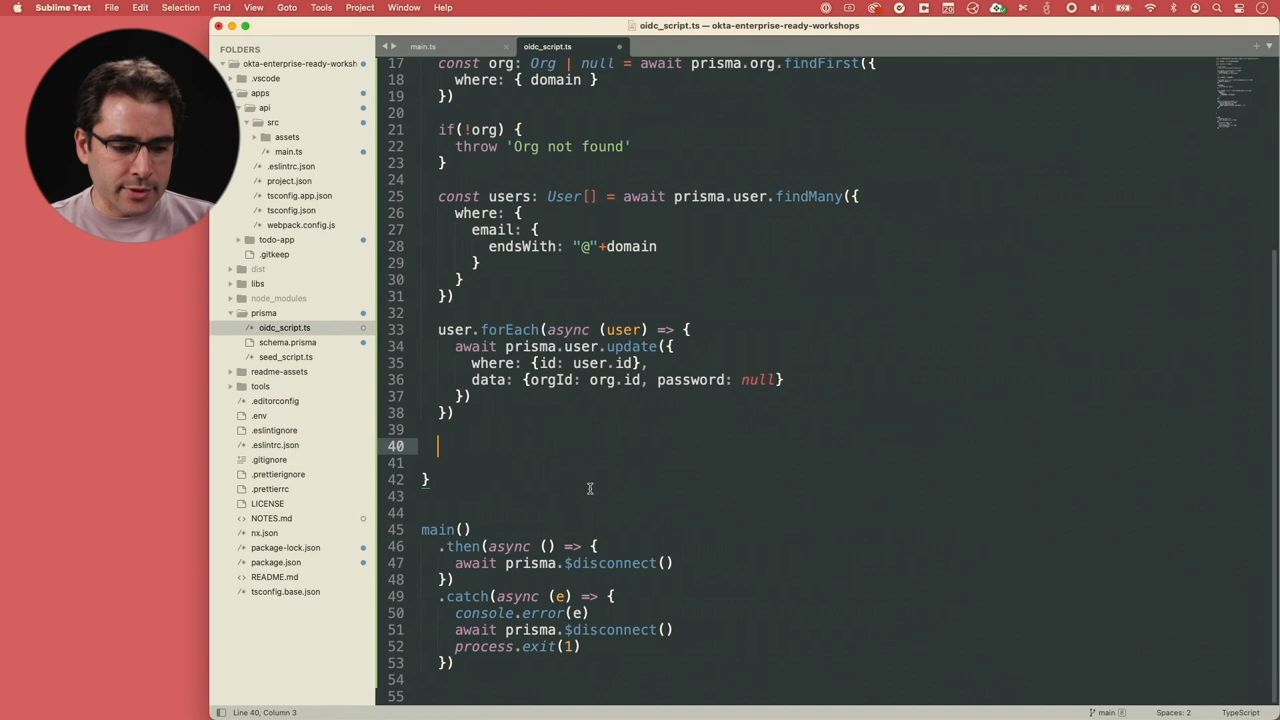 Sublime Text File Edit Selection Find View Goto Tools Project Window Help
oidc_script.ts — okta-enterprise-ready-workshops
FOLDERS
okta-enterprise-ready-worksh
.vscode
apps
api
src
assets
main.ts
.eslintrc.json
project.json
tsconfig.app.json
tsconfig.json
webpack.config.js
todo-app
.gitkeep
dist
libs
node_modules
prisma
oidc_script.ts
schema.prisma
seed_script.ts
readme-assets
tools
.editorconfig
.env
.eslintignore
.eslintrc.json
.gitignore
.prettierignore
.prettierrc
LICENSE
NOTES.md
nx.json
package-lock.json
package.json
README.md
tsconfig.base.json
main.ts
oidc_script.ts
17 const org: Org | null = await prisma.org.findFirst({
18 where: { domain }
19 })
20
21 if(!org) {
22 throw 'Org not found'
23 }
24
25 const users: User[] = await prisma.user.findMany({
26 where: {
27 email: {
28 endsWith: "@"+domain
29 }
30 }
31 })
32
33 user.forEach(async (user) => {
34 await prisma.user.update({
35 where: {id: user.id},
36 data: {orgId: org.id, password: null}
37 })
38 })
39
40
41
42 }
43
44
45 main()
46 .then(async () => {
47 await prisma.$disconnect()
48 })
49 .catch(async (e) => {
50 console.error(e)
51 await prisma.$disconnect()
52 process.exit(1)
53 })
54
55
Line 40, Column 3
main 8
Spaces: 2
TypeScript